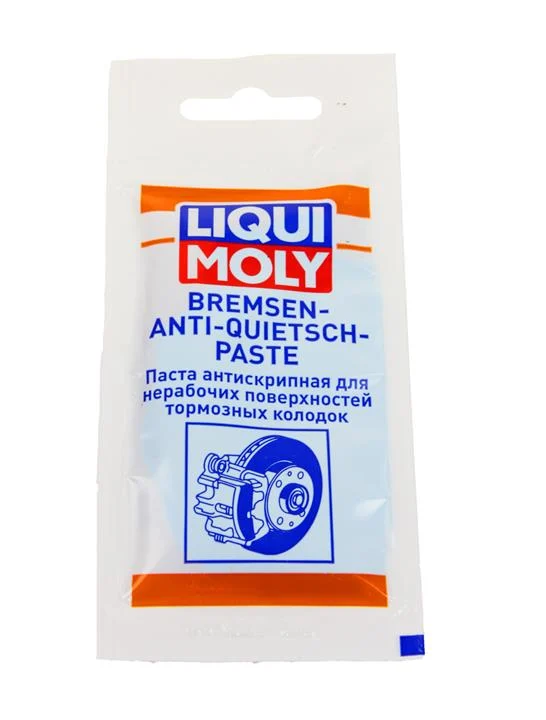 LIQUI
MOLY
BREMSEN-
ANTI-QUIETSCH-
PASTE
Паста антискрипная для
нерабочих поверхностей
тормозных колодок